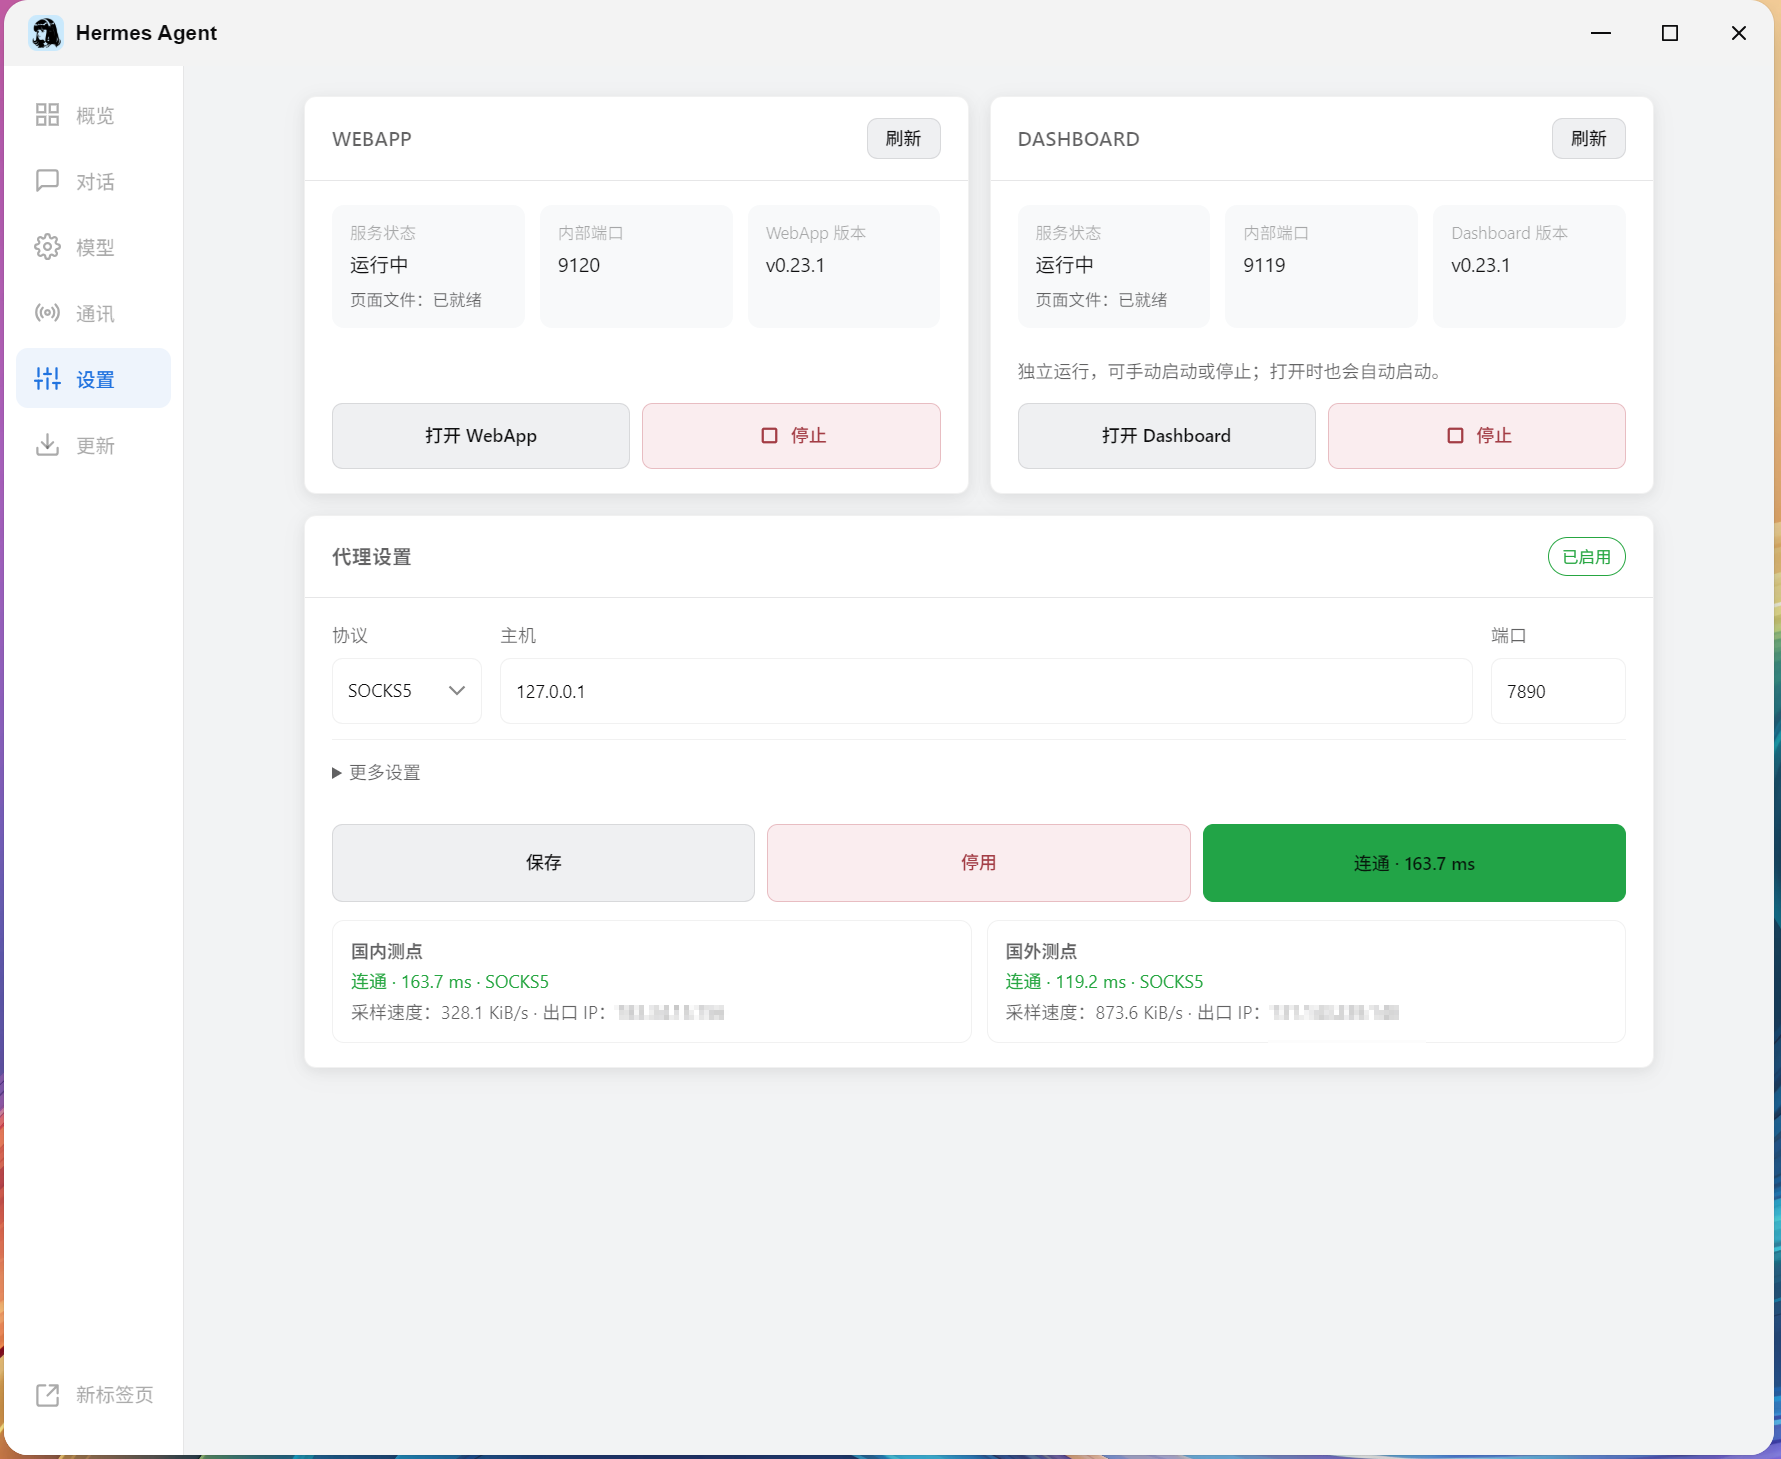 Hermes Agent
概览
对话
模型
通讯
设置
更新
新标签页
WEBAPP
刷新
服务状态
运行中
页面文件：已就绪
内部端口
9120
WebApp 版本
v0.23.1
打开 WebApp
停止
DASHBOARD
刷新
服务状态
运行中
页面文件：已就绪
内部端口
9119
Dashboard 版本
v0.23.1
独立运行，可手动启动或停止；打开时也会自动启动。
打开 Dashboard
停止
代理设置
已启用
协议
SOCKS5
主机
127.0.0.1
端口
7890
更多设置
保存
停用
连通 · 163.7 ms
国内测点
连通 · 163.7 ms · SOCKS5
采样速度：328.1 KiB/s · 出口 IP：
国外测点
连通 · 119.2 ms · SOCKS5
采样速度：873.6 KiB/s · 出口 IP：